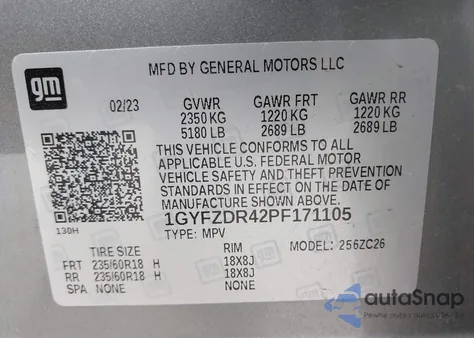 gm
MFD BY GENERAL MOTORS LLC
02/23 GVWR GAWR FRT GAWR RR
2350 KG 1220 KG 1220 KG
5180 LB 2689 LB 2689 LB
THIS VEHICLE CONFORMS TO ALL
APPLICABLE U.S. FEDERAL MOTOR
VEHICLE SAFETY AND THEFT PREVENTION
STANDARDS IN EFFECT ON THE DATE OF
MANUFACTURE SHOWN ABOVE.
1GYFZDR42PF171105
130H TYPE: MPV
TIRE SIZE RIM MODEL: 256ZC26
FRT 235/60R18 H 18X8J
RR 235/60R18 H 18X8J
SPA NONE NONE
autoSnap
Pewne auto z USA